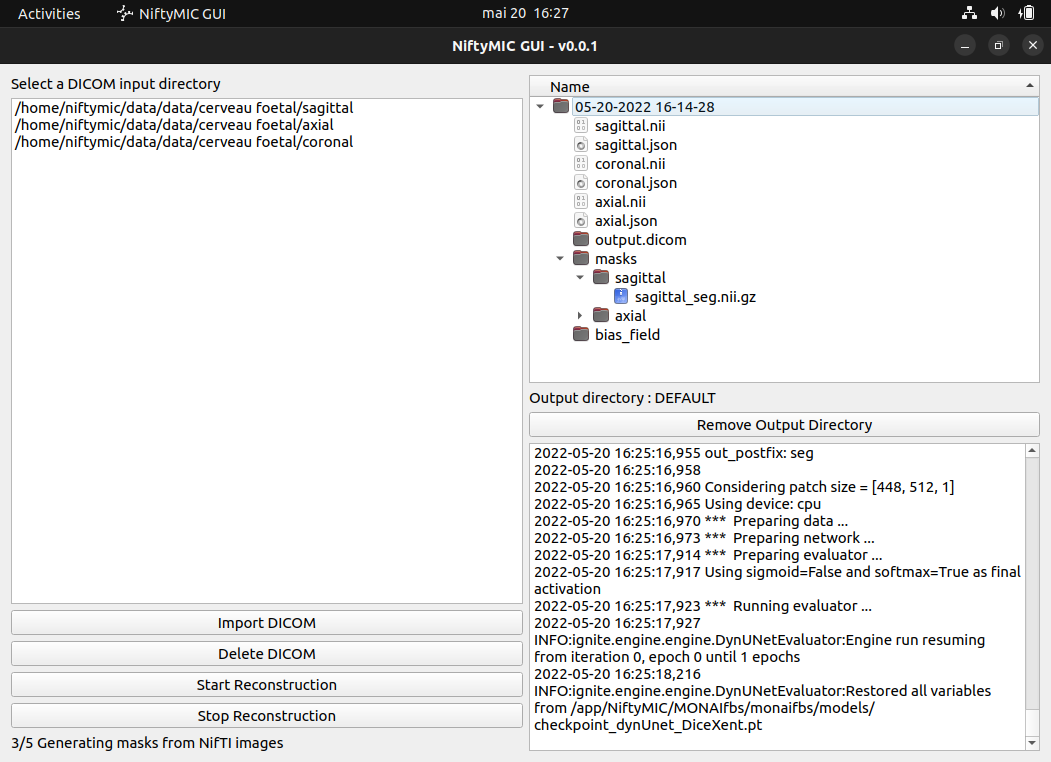 Activities
NiftyMIC GUI
mai 20 16:27
NiftyMIC GUI - v0.0.1
Select a DICOM input directory
/home/niftymic/data/data/cerveau foetal/sagittal
/home/niftymic/data/data/cerveau foetal/axial
/home/niftymic/data/data/cerveau foetal/coronal
Import DICOM
Delete DICOM
Start Reconstruction
Stop Reconstruction
3/5 Generating masks from NifTI images
Name
05-20-2022 16-14-28
sagittal.nii
sagittal.json
coronal.nii
coronal.json
axial.nii
axial.json
output.dicom
masks
sagittal
sagittal_seg.nii.gz
axial
bias_field
Output directory : DEFAULT
Remove Output Directory
2022-05-20 16:25:16,955 out_postfix: seg
2022-05-20 16:25:16,958
2022-05-20 16:25:16,960 Considering patch size = [448, 512, 1]
2022-05-20 16:25:16,965 Using device: cpu
2022-05-20 16:25:16,970 *** Preparing data ...
2022-05-20 16:25:16,973 *** Preparing network ...
2022-05-20 16:25:17,914 *** Preparing evaluator ...
2022-05-20 16:25:17,917 Using sigmoid=False and softmax=True as final
activation
2022-05-20 16:25:17,923 *** Running evaluator ...
2022-05-20 16:25:17,927
INFO:ignite.engine.engine.DynUNetEvaluator:Engine run resuming
from iteration 0, epoch 0 until 1 epochs
2022-05-20 16:25:18,216
INFO:ignite.engine.engine.DynUNetEvaluator:Restored all variables
from /app/NiftyMIC/MONAIfbs/monaifbs/models/
checkpoint_dynUnet_DiceXent.pt